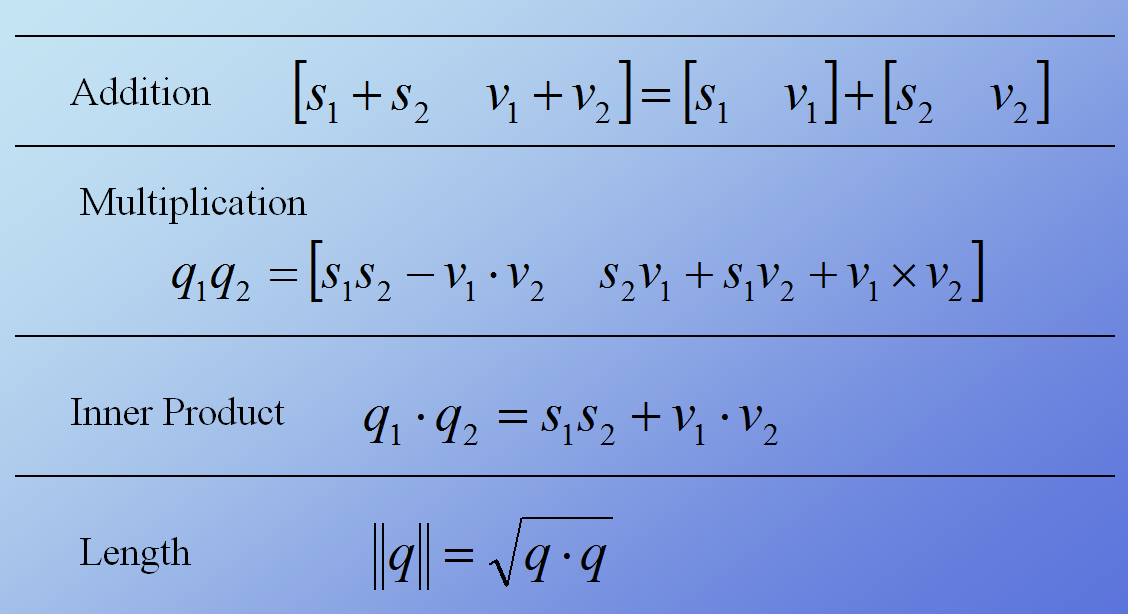 Addition [s₁ + s₂ v₁ + v₂] = [s₁ v₁] + [s₂ v₂]
Multiplication
q₁q₂ = [s₁s₂ − v₁ · v₂ s₂v₁ + s₁v₂ + v₁ × v₂]
Inner Product q₁ · q₂ = s₁s₂ + v₁ · v₂
Length ‖q‖ = √(q · q)